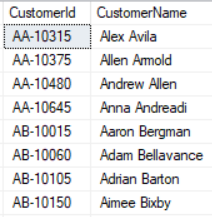 CustomerId CustomerName
AA-10315 Alex Avila
AA-10375 Allen Armold
AA-10480 Andrew Allen
AA-10645 Anna Andreadi
AB-10015 Aaron Bergman
AB-10060 Adam Bellavance
AB-10105 Adrian Barton
AB-10150 Aimee Bixby